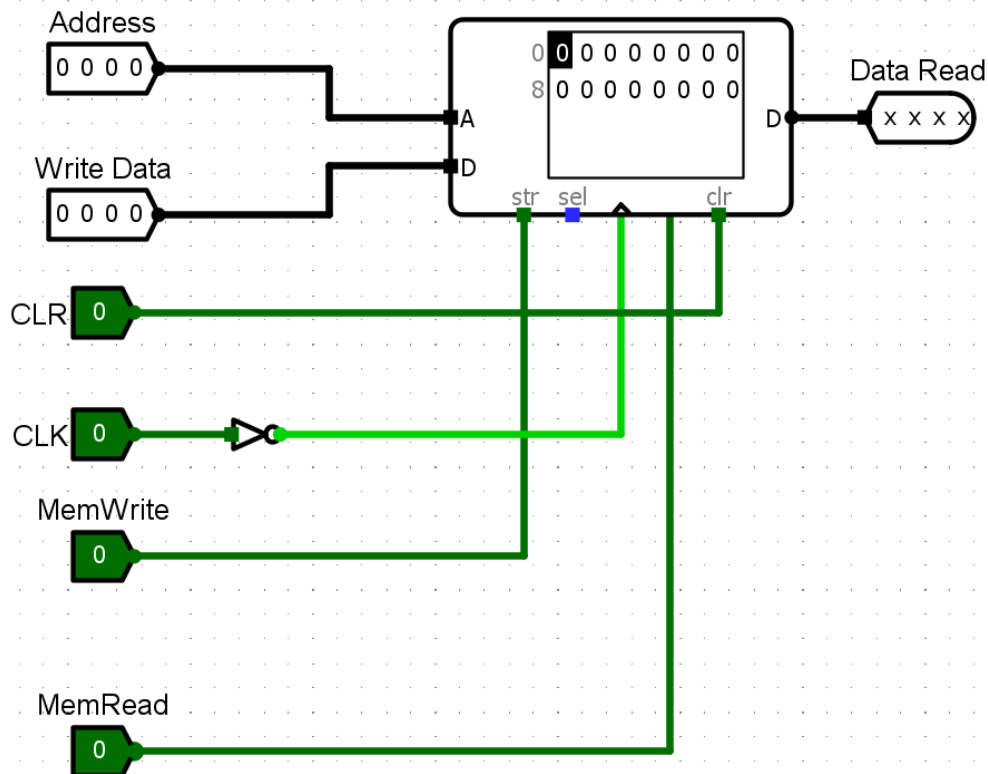 Address
0 0 0 0
Write Data
0 0 0 0
A
D
0 0 0 0 0 0 0 0 0
8 0 0 0 0 0 0 0 0
D
str sel clr
Data Read
x x x x
CLR 0
CLK 0
MemWrite
0
MemRead
0